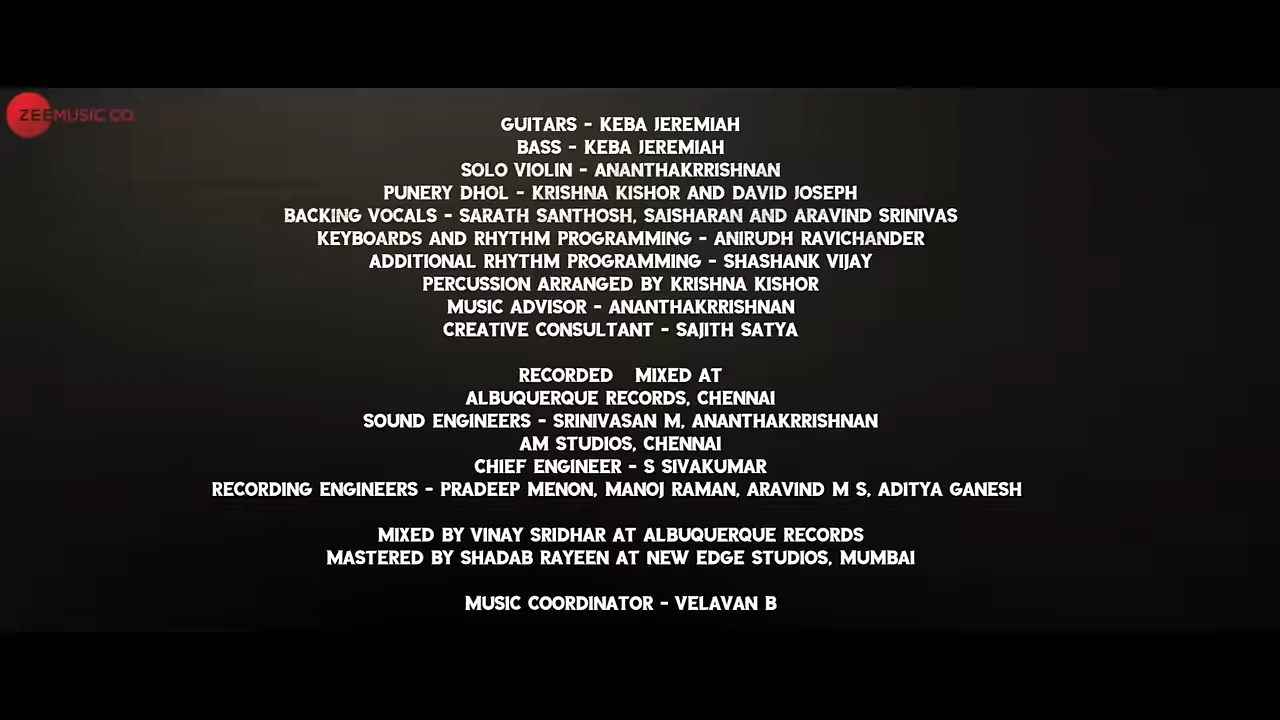 ZEE MUSIC CO.
GUITARS - KEBA JEREMIAH
BASS - KEBA JEREMIAH
SOLO VIOLIN - ANANTHAKRRISHNAN
PUNERY DHOL - KRISHNA KISHOR AND DAVID JOSEPH
BACKING VOCALS - SARATH SANTHOSH, SAISHARAN AND ARAVIND SRINIVAS
KEYBOARDS AND RHYTHM PROGRAMMING - ANIRUDH RAVICHANDER
ADDITIONAL RHYTHM PROGRAMMING - SHASHANK VIJAY
PERCUSSION ARRANGED BY KRISHNA KISHOR
MUSIC ADVISOR - ANANTHAKRRISHNAN
CREATIVE CONSULTANT - SAJITH SATYA
RECORDED MIXED AT
ALBUQUERQUE RECORDS, CHENNAI
SOUND ENGINEERS - SRINIVASAN M, ANANTHAKRRISHNAN
AM STUDIOS, CHENNAI
CHIEF ENGINEER - S SIVAKUMAR
RECORDING ENGINEERS - PRADEEP MENON, MANOJ RAMAN, ARAVIND M S, ADITYA GANESH
MIXED BY VINAY SRIDHAR AT ALBUQUERQUE RECORDS
MASTERED BY SHADAB RAYEEN AT NEW EDGE STUDIOS, MUMBAI
MUSIC COORDINATOR - VELAVAN B